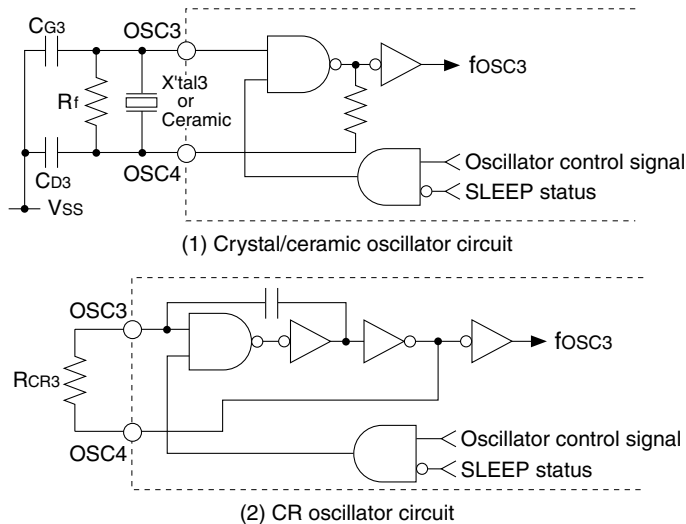 CG3
OSC3
Rf
X'tal3
or
Ceramic
fOSC3
CD3
OSC4
VSS
Oscillator control signal
SLEEP status
(1) Crystal/ceramic oscillator circuit
OSC3
RCR3
fOSC3
OSC4
Oscillator control signal
SLEEP status
(2) CR oscillator circuit